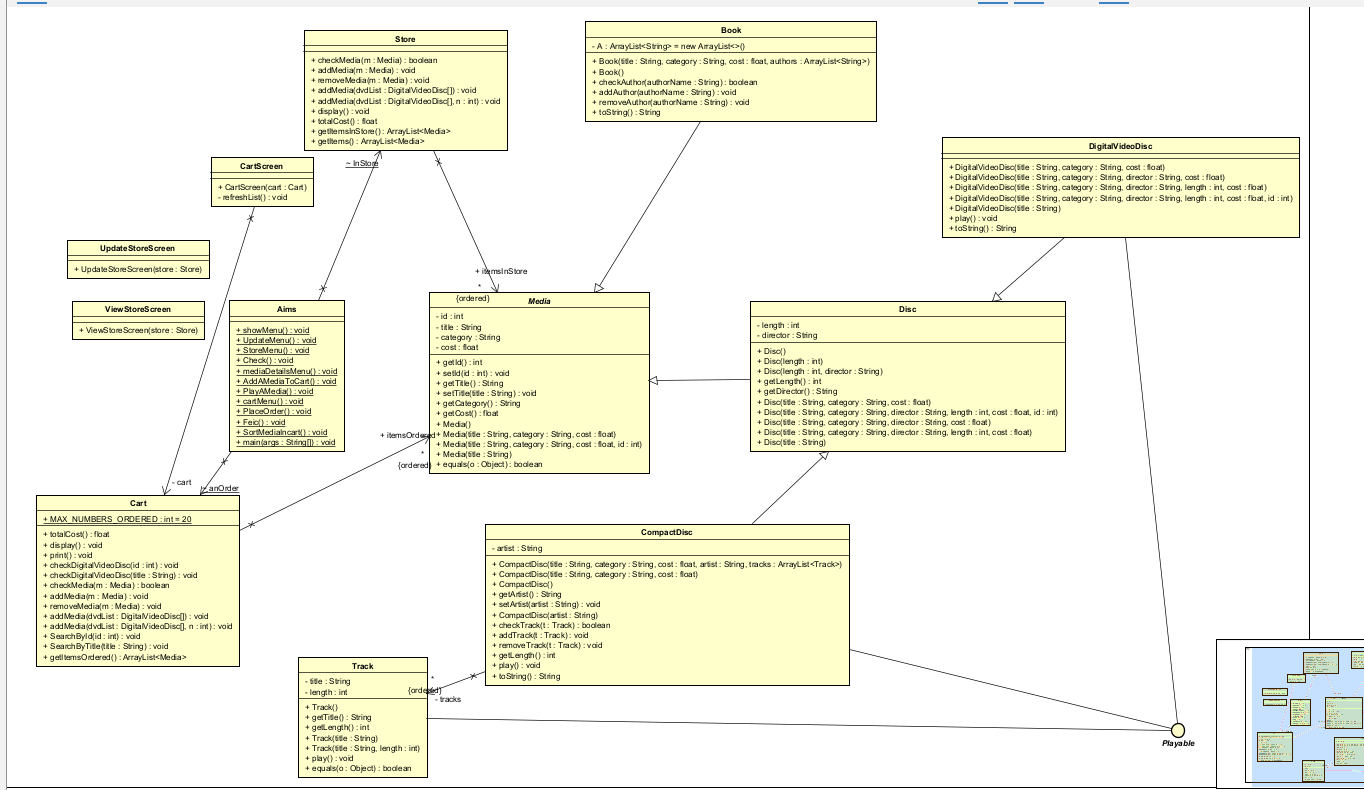 Store
+ checkMedia(m : Media) : boolean
+ addMedia(m : Media) : void
+ removeMedia(m : Media) : void
+ addMedia(dvdList : DigitalVideoDisc[]) : void
+ addMedia(dvdList : DigitalVideoDisc[], n : int) : void
+ display() : void
+ totalCost() : float
+ getItemsInStore() : ArrayList<Media>
+ getItems() : ArrayList<Media>
Book
- A : ArrayList<String> = new ArrayList<>()
+ Book(title : String, category : String, cost : float, authors : ArrayList<String>)
+ Book()
+ checkAuthor(authorName : String) : boolean
+ addAuthor(authorName : String) : void
+ removeAuthor(authorName : String) : void
+ toString() : String
DigitalVideoDisc
+ DigitalVideoDisc(title : String, category : String, cost : float)
+ DigitalVideoDisc(title : String, category : String, director : String, cost : float)
+ DigitalVideoDisc(title : String, category : String, director : String, length : int, cost : float)
+ DigitalVideoDisc(title : String, category : String, director : String, length : int, cost : float, id : int)
+ DigitalVideoDisc(title : String)
+ play() : void
+ toString() : String
CartScreen
+ CartScreen(cart : Cart)
- refreshList() : void
~ InStore
UpdateStoreScreen
+ UpdateStoreScreen(store : Store)
ViewStoreScreen
+ ViewStoreScreen(store : Store)
Aims
+ showMenu() : void
+ UpdateMenu() : void
+ StoreMenu() : void
+ Check() : void
+ mediaDetailsMenu() : void
+ AddAMediaToCart() : void
+ PlayAMedia() : void
+ cartMenu() : void
+ PlaceOrder() : void
+ Feic() : void
+ SortMediaIncart() : void
+ main(args : String[]) : void
+ itemsInStore
*
{ordered}
Media
- id : int
- title : String
- category : String
- cost : float
+ getId() : int
+ setId(id : int) : void
+ getTitle() : String
+ setTitle(title : String) : void
+ getCategory() : String
+ getCost() : float
+ Media()
+ Media(title : String, category : String, cost : float)
+ Media(title : String, category : String, cost : float, id : int)
+ Media(title : String)
+ equals(o : Object) : boolean
Disc
- length : int
- director : String
+ Disc()
+ Disc(length : int)
+ Disc(length : int, director : String)
+ getLength() : int
+ getDirector() : String
+ Disc(title : String, category : String, cost : float)
+ Disc(title : String, category : String, director : String, length : int, cost : float, id : int)
+ Disc(title : String, category : String, director : String, cost : float)
+ Disc(title : String, category : String, director : String, length : int, cost : float)
+ Disc(title : String)
+ itemsOrdered
*
{ordered}
- cart
~ anOrder
Cart
+ MAX_NUMBERS_ORDERED : int = 20
+ totalCost() : float
+ display() : void
+ print() : void
+ checkDigitalVideoDisc(id : int) : void
+ checkDigitalVideoDisc(title : String) : void
+ checkMedia(m : Media) : boolean
+ addMedia(m : Media) : void
+ removeMedia(m : Media) : void
+ addMedia(dvdList : DigitalVideoDisc[]) : void
+ addMedia(dvdList : DigitalVideoDisc[], n : int) : void
+ SearchById(id : int) : void
+ SearchByTitle(title : String) : void
+ getItemsOrdered() : ArrayList<Media>
CompactDisc
- artist : String
+ CompactDisc(title : String, category : String, cost : float, artist : String, tracks : ArrayList<Track>)
+ CompactDisc(title : String, category : String, cost : float)
+ CompactDisc()
+ getArtist() : String
+ setArtist(artist : String) : void
+ CompactDisc(artist : String)
+ checkTrack(t : Track) : boolean
+ addTrack(t : Track) : void
+ removeTrack(t : Track) : void
+ getLength() : int
+ play() : void
+ toString() : String
Track
- title : String
- length : int
+ Track()
+ getTitle() : String
+ getLength() : int
+ Track(title : String)
+ Track(title : String, length : int)
+ play() : void
+ equals(o : Object) : boolean
*
{ordered}
- tracks
Playable